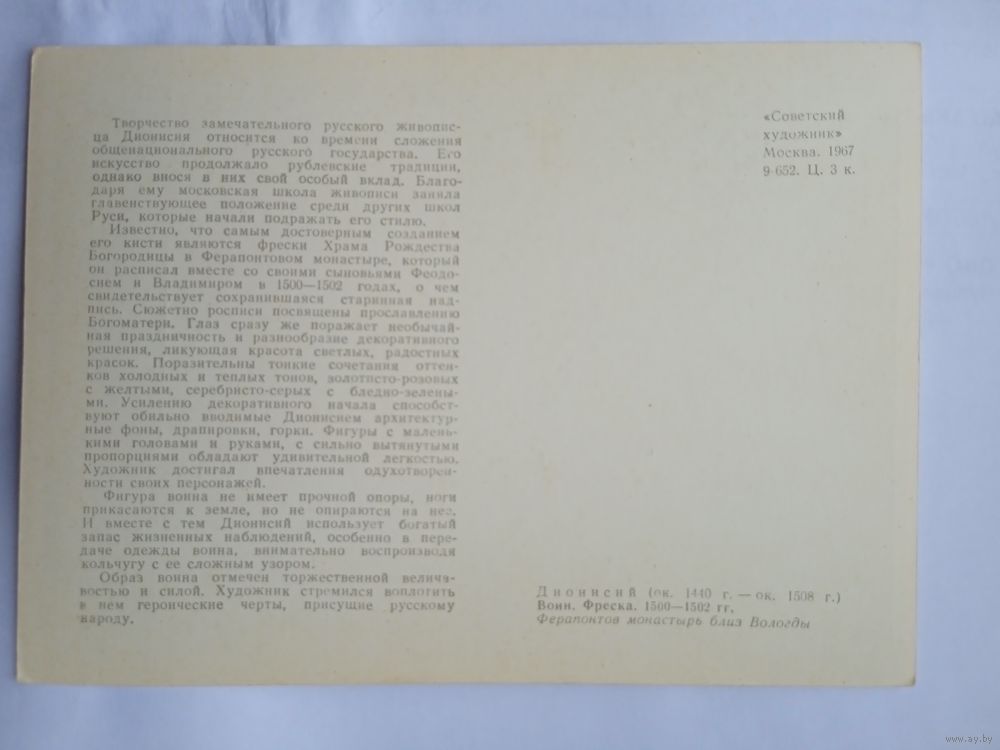 Творчество замечательного русского живопис-
ца Дионисия относится ко времени сложения
общенационального русского государства. Его
искусство продолжало рублевские традиции,
однако внося в них свой особый вклад. Благо-
даря ему московская школа живописи заняла
главенствующее положение среди других школ
Руси, которые начали подражать его стилю.
Известно, что самым достоверным созданием
его кисти являются фрески Храма Рождества
Богородицы в Ферапонтовом монастыре, который
он расписал вместе со своими сыновьями Феодо-
сием и Владимиром в 1500—1502 годах, о чем
свидетельствует сохранившаяся старинная над-
пись. Сюжетно росписи посвящены прославлению
Богоматери. Глаз сразу же поражает необычай-
ная праздничность и разнообразие декоративного
решения, ликующая красота светлых, радостных
красок. Поразительны тонкие сочетания оттен-
ков холодных и теплых тонов, золотисто-розовых
с желтыми, серебристо-серых с бледно-зелены-
ми. Усилению декоративного начала способст-
вуют обильно вводимые Дионисием архитектур-
ные фоны, драпировки, горки. Фигуры с малень-
кими головами и руками, с сильно вытянутыми
пропорциями обладают удивительной легкостью.
Художник достигал впечатления одухотворен-
ности своих персонажей.
Фигура воина не имеет прочной опоры, ноги
прикасаются к земле, но не опираются на нее.
И вместе с тем Дионисий использует богатый
запас жизненных наблюдений, особенно в пере-
даче одежды воина, внимательно воспроизводя
кольчугу с ее сложным узором.
Образ воина отмечен торжественной велича-
востью и силой. Художник стремился воплотить
в нем героические черты, присущие русскому
народу.
«Советский
художник»
Москва. 1967
9-652. Ц. 3 к.
Дионисий (ок. 1440 г. — ок. 1508 г.)
Воин. Фреска. 1500—1502 гг.
Ферапонтов монастырь близ Вологды
www.ay.by